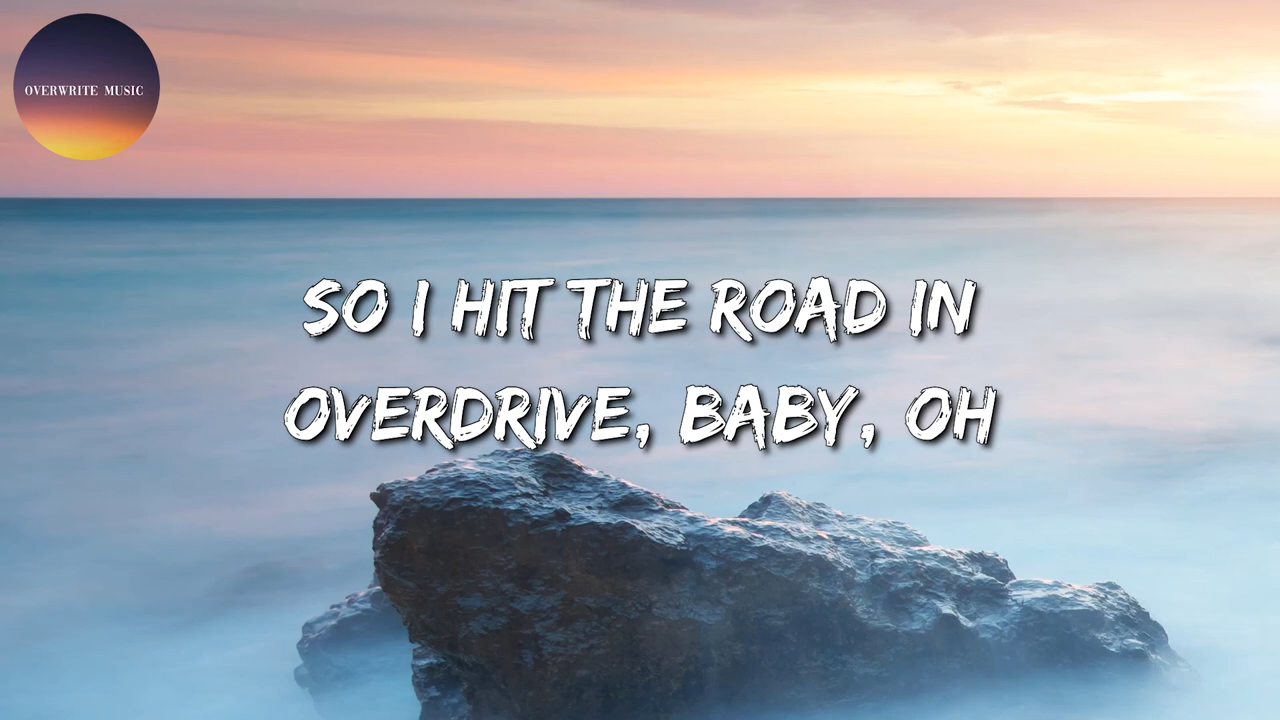 OVERWRITE MUSIC
SO I HIT THE ROAD IN
OVERDRIVE, BABY, OH